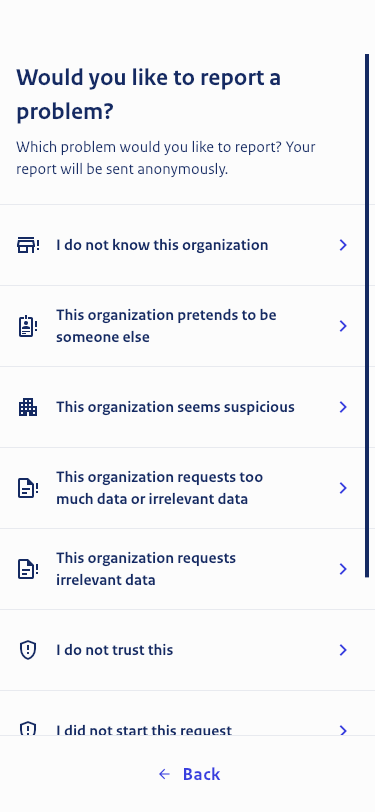 Would you like to report a
problem?
Which problem would you like to report? Your
report will be sent anonymously.
I do not know this organization
This organization pretends to be
someone else
This organization seems suspicious
This organization requests too
much data or irrelevant data
This organization requests
irrelevant data
I do not trust this
I did not start this request
Back